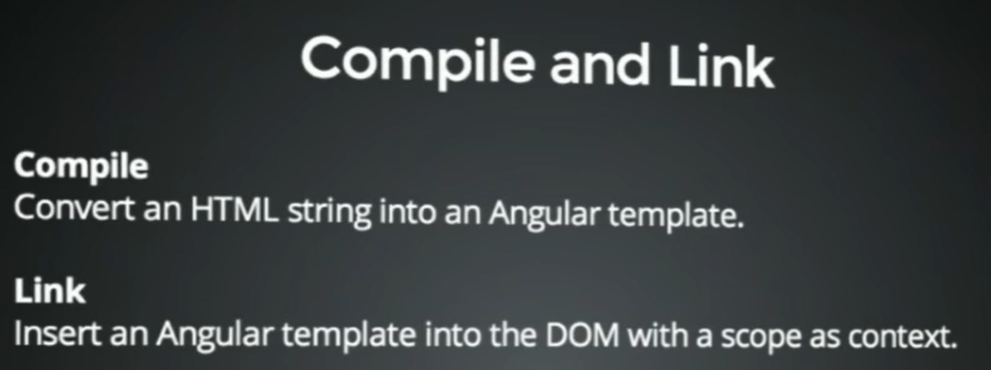 Compile and Link
Compile
Convert an HTML string into an Angular template.
Link
Insert an Angular template into the DOM with a scope as context.